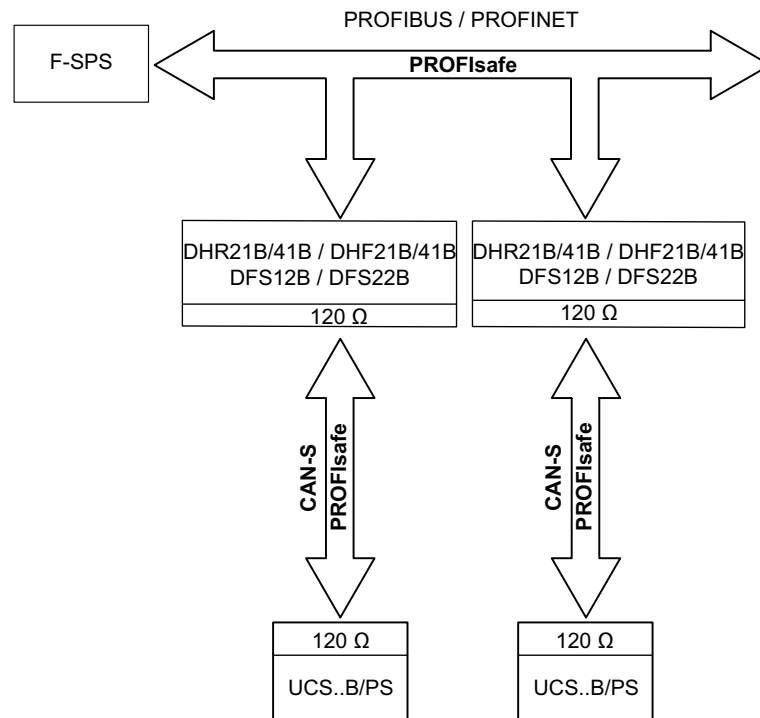 PROFIBUS / PROFINET
F-SPS
PROFIsafe
DHR21B/41B / DHF21B/41B
DFS12B / DFS22B
120 Ω
DHR21B/41B / DHF21B/41B
DFS12B / DFS22B
120 Ω
CAN-S
PROFIsafe
CAN-S
PROFIsafe
120 Ω
UCS..B/PS
120 Ω
UCS..B/PS